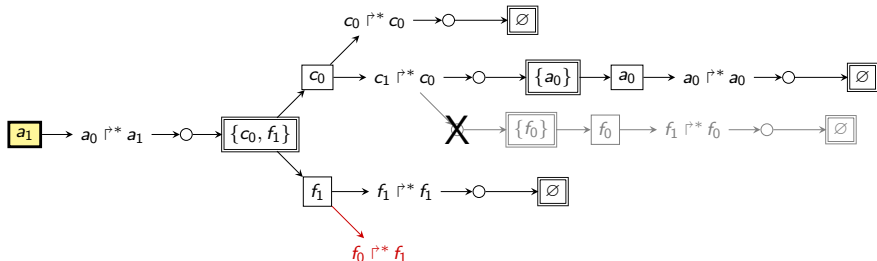 c₀ ↱* c₀ ∅
c₀ c₁ ↱* c₀ {a₀} a₀ a₀ ↱* a₀ ∅
a₁ a₀ ↱* a₁ {c₀, f₁} X {f₀} f₀ f₁ ↱* f₀ ∅
f₁ f₁ ↱* f₁ ∅
f₀ ↱* f₁